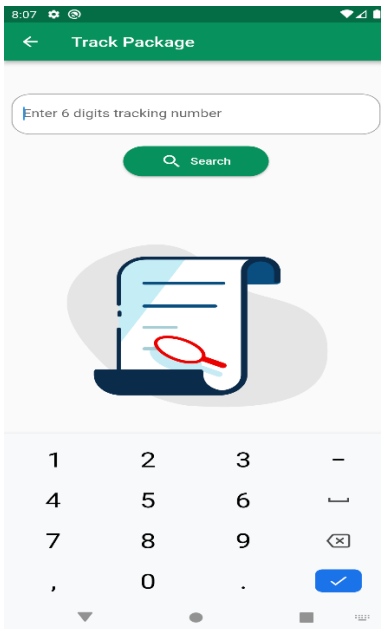 8:07
Track Package
Enter 6 digits tracking number
Search
1 2 3 −
4 5 6
7 8 9
, 0 .